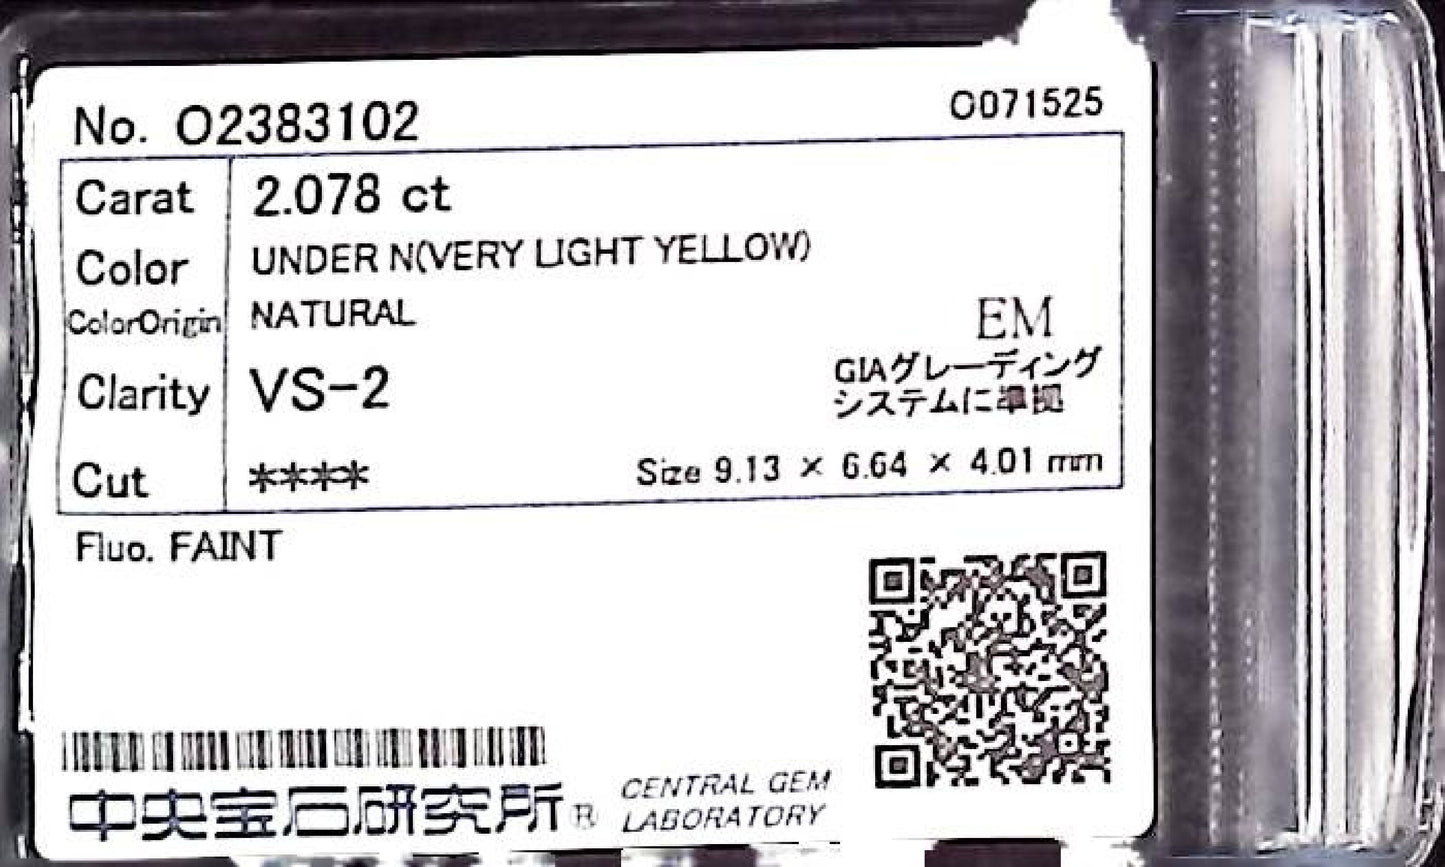 No. O2383102
O071525
Carat 2.078 ct
Color UNDER N(VERY LIGHT YELLOW)
ColorOrigin NATURAL
EM
Clarity VS-2
GIAグレーディング
システムに準拠
Cut ****
Size 9.13 × 6.64 × 4.01 mm
Fluo. FAINT
中央宝石研究所®
CENTRAL GEM
LABORATORY